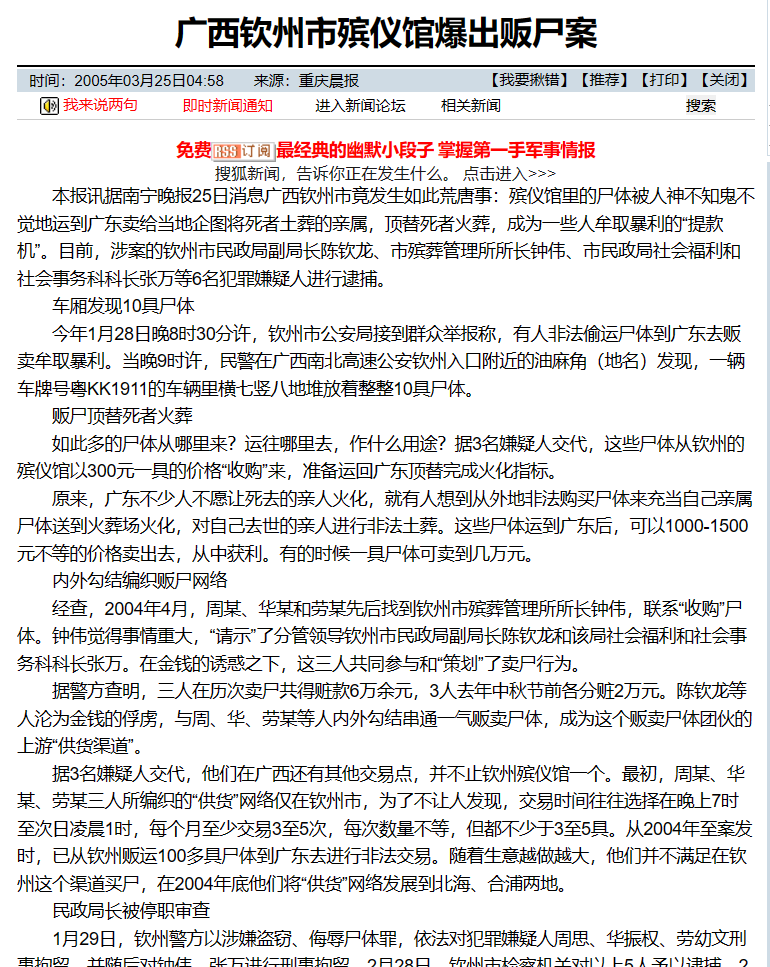 广西钦州市殡仪馆爆出贩尸案
时间：2005年03月25日04:58 来源：重庆晨报 【我要揪错】【推荐】【打印】【关闭】
我来说两句 即时新闻通知 进入新闻论坛 相关新闻 搜索
免费RSS订阅最经典的幽默小段子 掌握第一手军事情报
搜狐新闻，告诉你正在发生什么。 点击进入>>>
本报讯据南宁晚报25日消息广西钦州市竟发生如此荒唐事：殡仪馆里的尸体被人神不知鬼不
觉地运到广东卖给当地企图将死者土葬的亲属，顶替死者火葬，成为一些人牟取暴利的“提款
机”。目前，涉案的钦州市民政局副局长陈钦龙、市殡葬管理所所长钟伟、市民政局社会福利和
社会事务科科长张万等6名犯罪嫌疑人进行逮捕。
车厢发现10具尸体
今年1月28日晚8时30分许，钦州市公安局接到群众举报称，有人非法偷运尸体到广东去贩
卖牟取暴利。当晚9时许，民警在广西南北高速公安钦州入口附近的油麻角（地名）发现，一辆
车牌号粤KK1911的车辆里横七竖八地堆放着整整10具尸体。
贩尸顶替死者火葬
如此多的尸体从哪里来？运往哪里去，作什么用途？据3名嫌疑人交代，这些尸体从钦州的
殡仪馆以300元一具的价格“收购”来，准备运回广东顶替完成火化指标。
原来，广东不少人不愿让死去的亲人火化，就有人想到从外地非法购买尸体来充当自己亲属
尸体送到火葬场火化，对自己去世的亲人进行非法土葬。这些尸体运到广东后，可以1000-1500
元不等的价格卖出去，从中获利。有的时候一具尸体可卖到几万元。
内外勾结编织贩尸网络
经查，2004年4月，周某、华某和劳某先后找到钦州市殡葬管理所所长钟伟，联系“收购”尸
体。钟伟觉得事情重大，“请示”了分管领导钦州市民政局副局长陈钦龙和该局社会福利和社会事
务科科长张万。在金钱的诱惑之下，这三人共同参与和“策划”了卖尸行为。
据警方查明，三人在历次卖尸共得赃款6万余元，3人去年中秋节前各分赃2万元。陈钦龙等
人沦为金钱的俘虏，与周、华、劳某等人内外勾结串通一气贩卖尸体，成为这个贩卖尸体团伙的
上游“供货渠道”。
据3名嫌疑人交代，他们在广西还有其他交易点，并不止钦州殡仪馆一个。最初，周某、华
某、劳某三人所编织的“供货”网络仅在钦州市，为了不让人发现，交易时间往往选择在晚上7时
至次日凌晨1时，每个月至少交易3至5次，每次数量不等，但都不少于3至5具。从2004年至案发
时，已从钦州贩运100多具尸体到广东去进行非法交易。随着生意越做越大，他们并不满足在钦
州这个渠道买尸，在2004年底他们将“供货”网络发展到北海、合浦两地。
民政局长被停职审查
1月29日，钦州警方以涉嫌盗窃、侮辱尸体罪，依法对犯罪嫌疑人周思、华振权、劳幼文刑
事拘留，并随后对钟伟、张万进行刑事拘留。2月28日，钦州市检察机关对以上5人予以逮捕。2